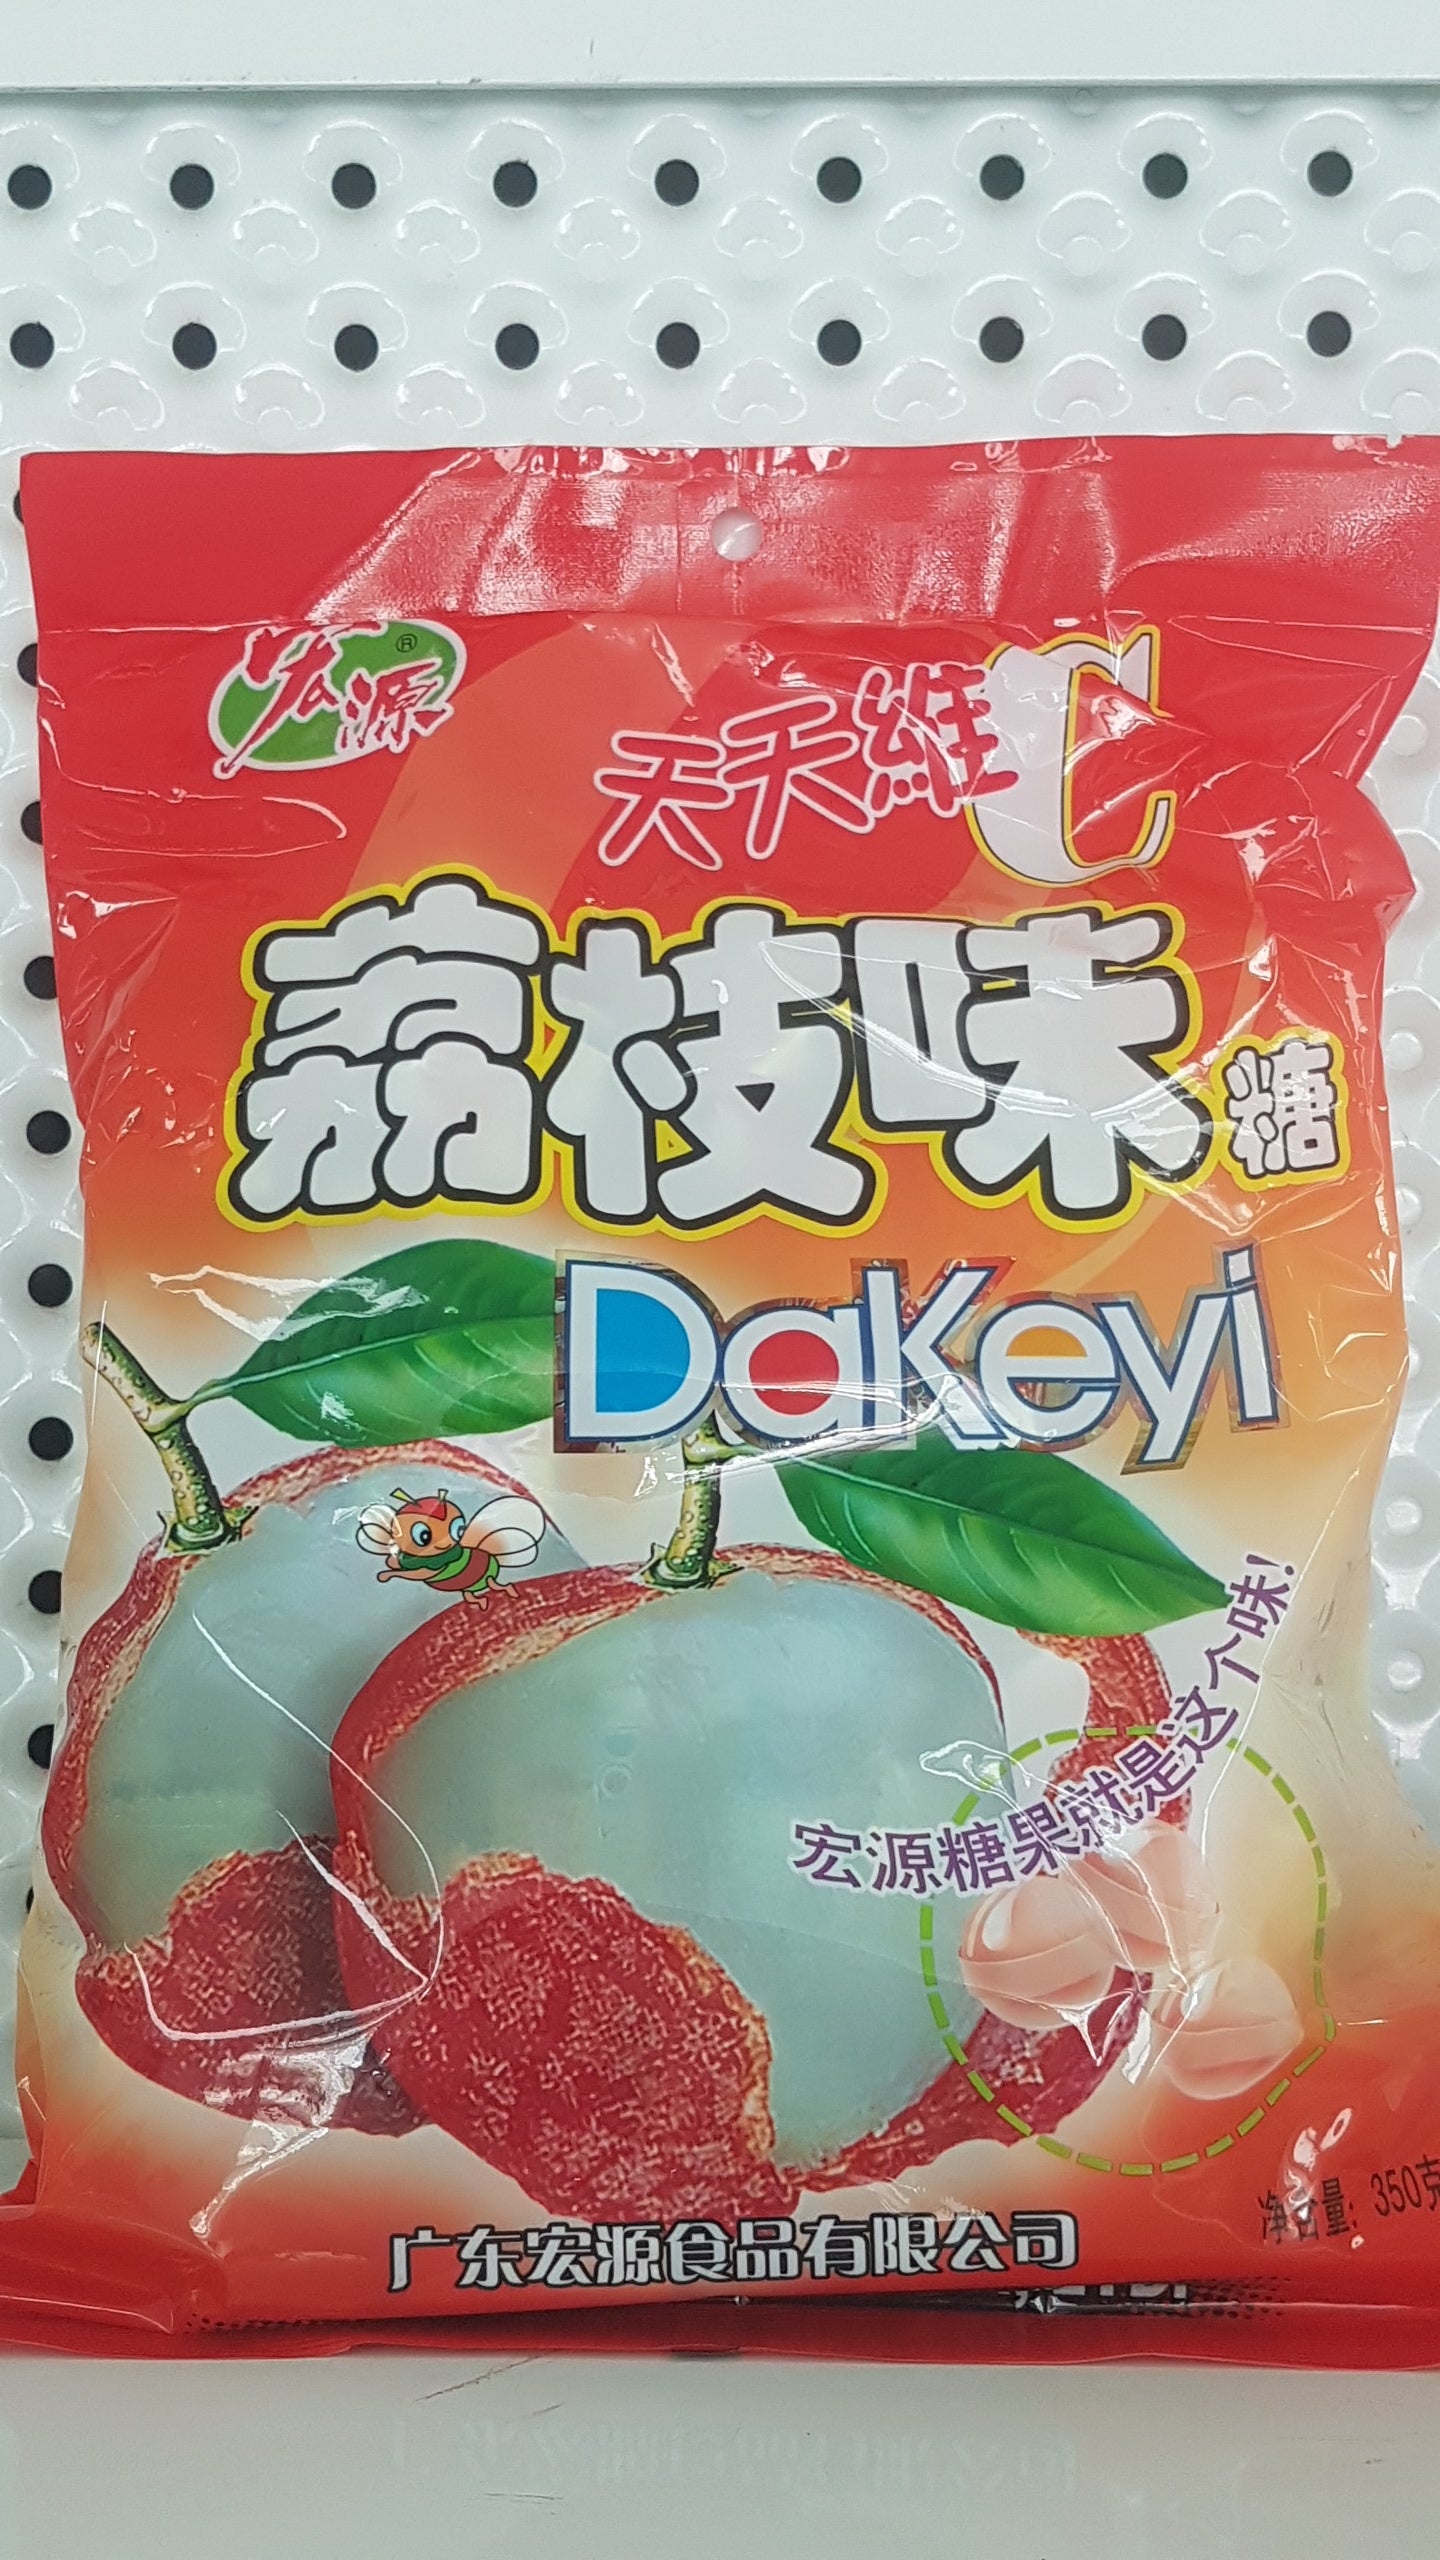 宏源®
天天維C
荔枝味糖
DaKeyi
宏源糖果就是这个味!
净含量: 350克
广东宏源食品有限公司